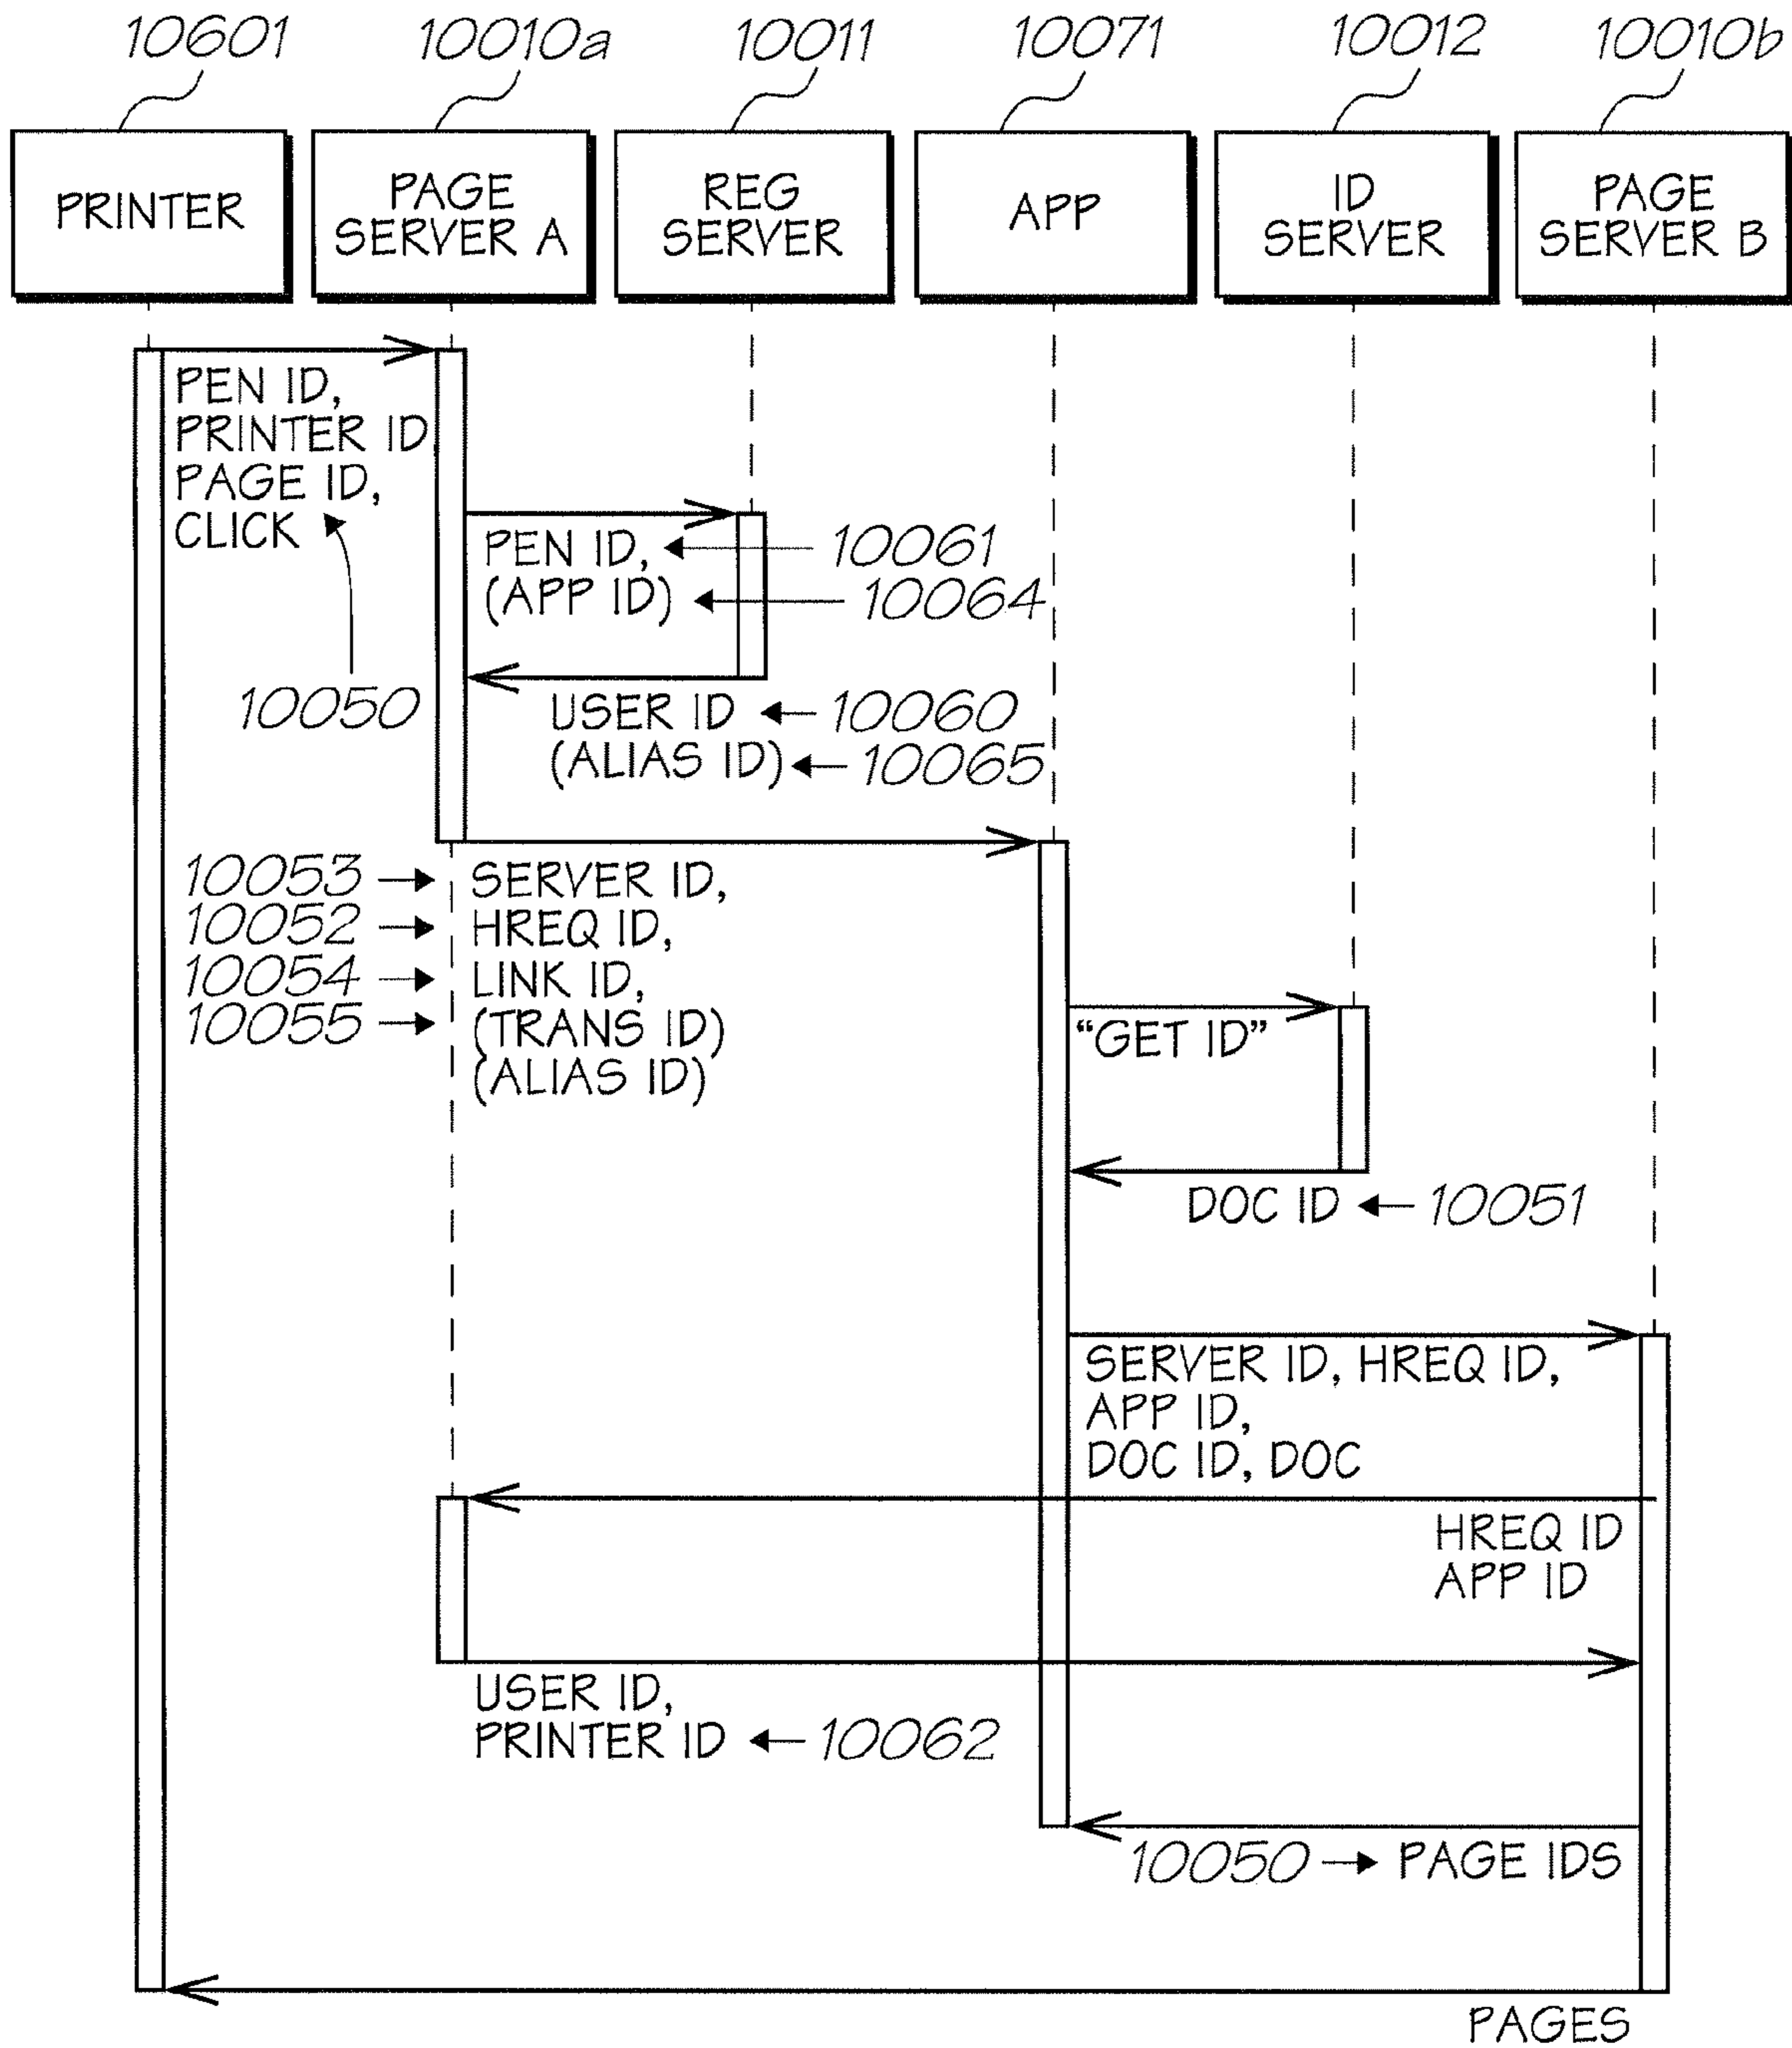 10601
10010a
10011
10071
10012
10010b
PRINTER
PAGE
SERVER A
REG
SERVER
APP
ID
SERVER
PAGE
SERVER B
PEN ID,
PRINTER ID
PAGE ID,
CLICK
10050
PEN ID,
(APP ID)
10061
10064
USER ID
(ALIAS ID)
10060
10065
10053
10052
10054
10055
SERVER ID,
HREQ ID,
LINK ID,
(TRANS ID)
(ALIAS ID)
“GET ID”
DOC ID
10051
SERVER ID, HREQ ID,
APP ID,
DOC ID, DOC
HREQ ID
APP ID
USER ID,
PRINTER ID
10062
10050
PAGE IDS
PAGES